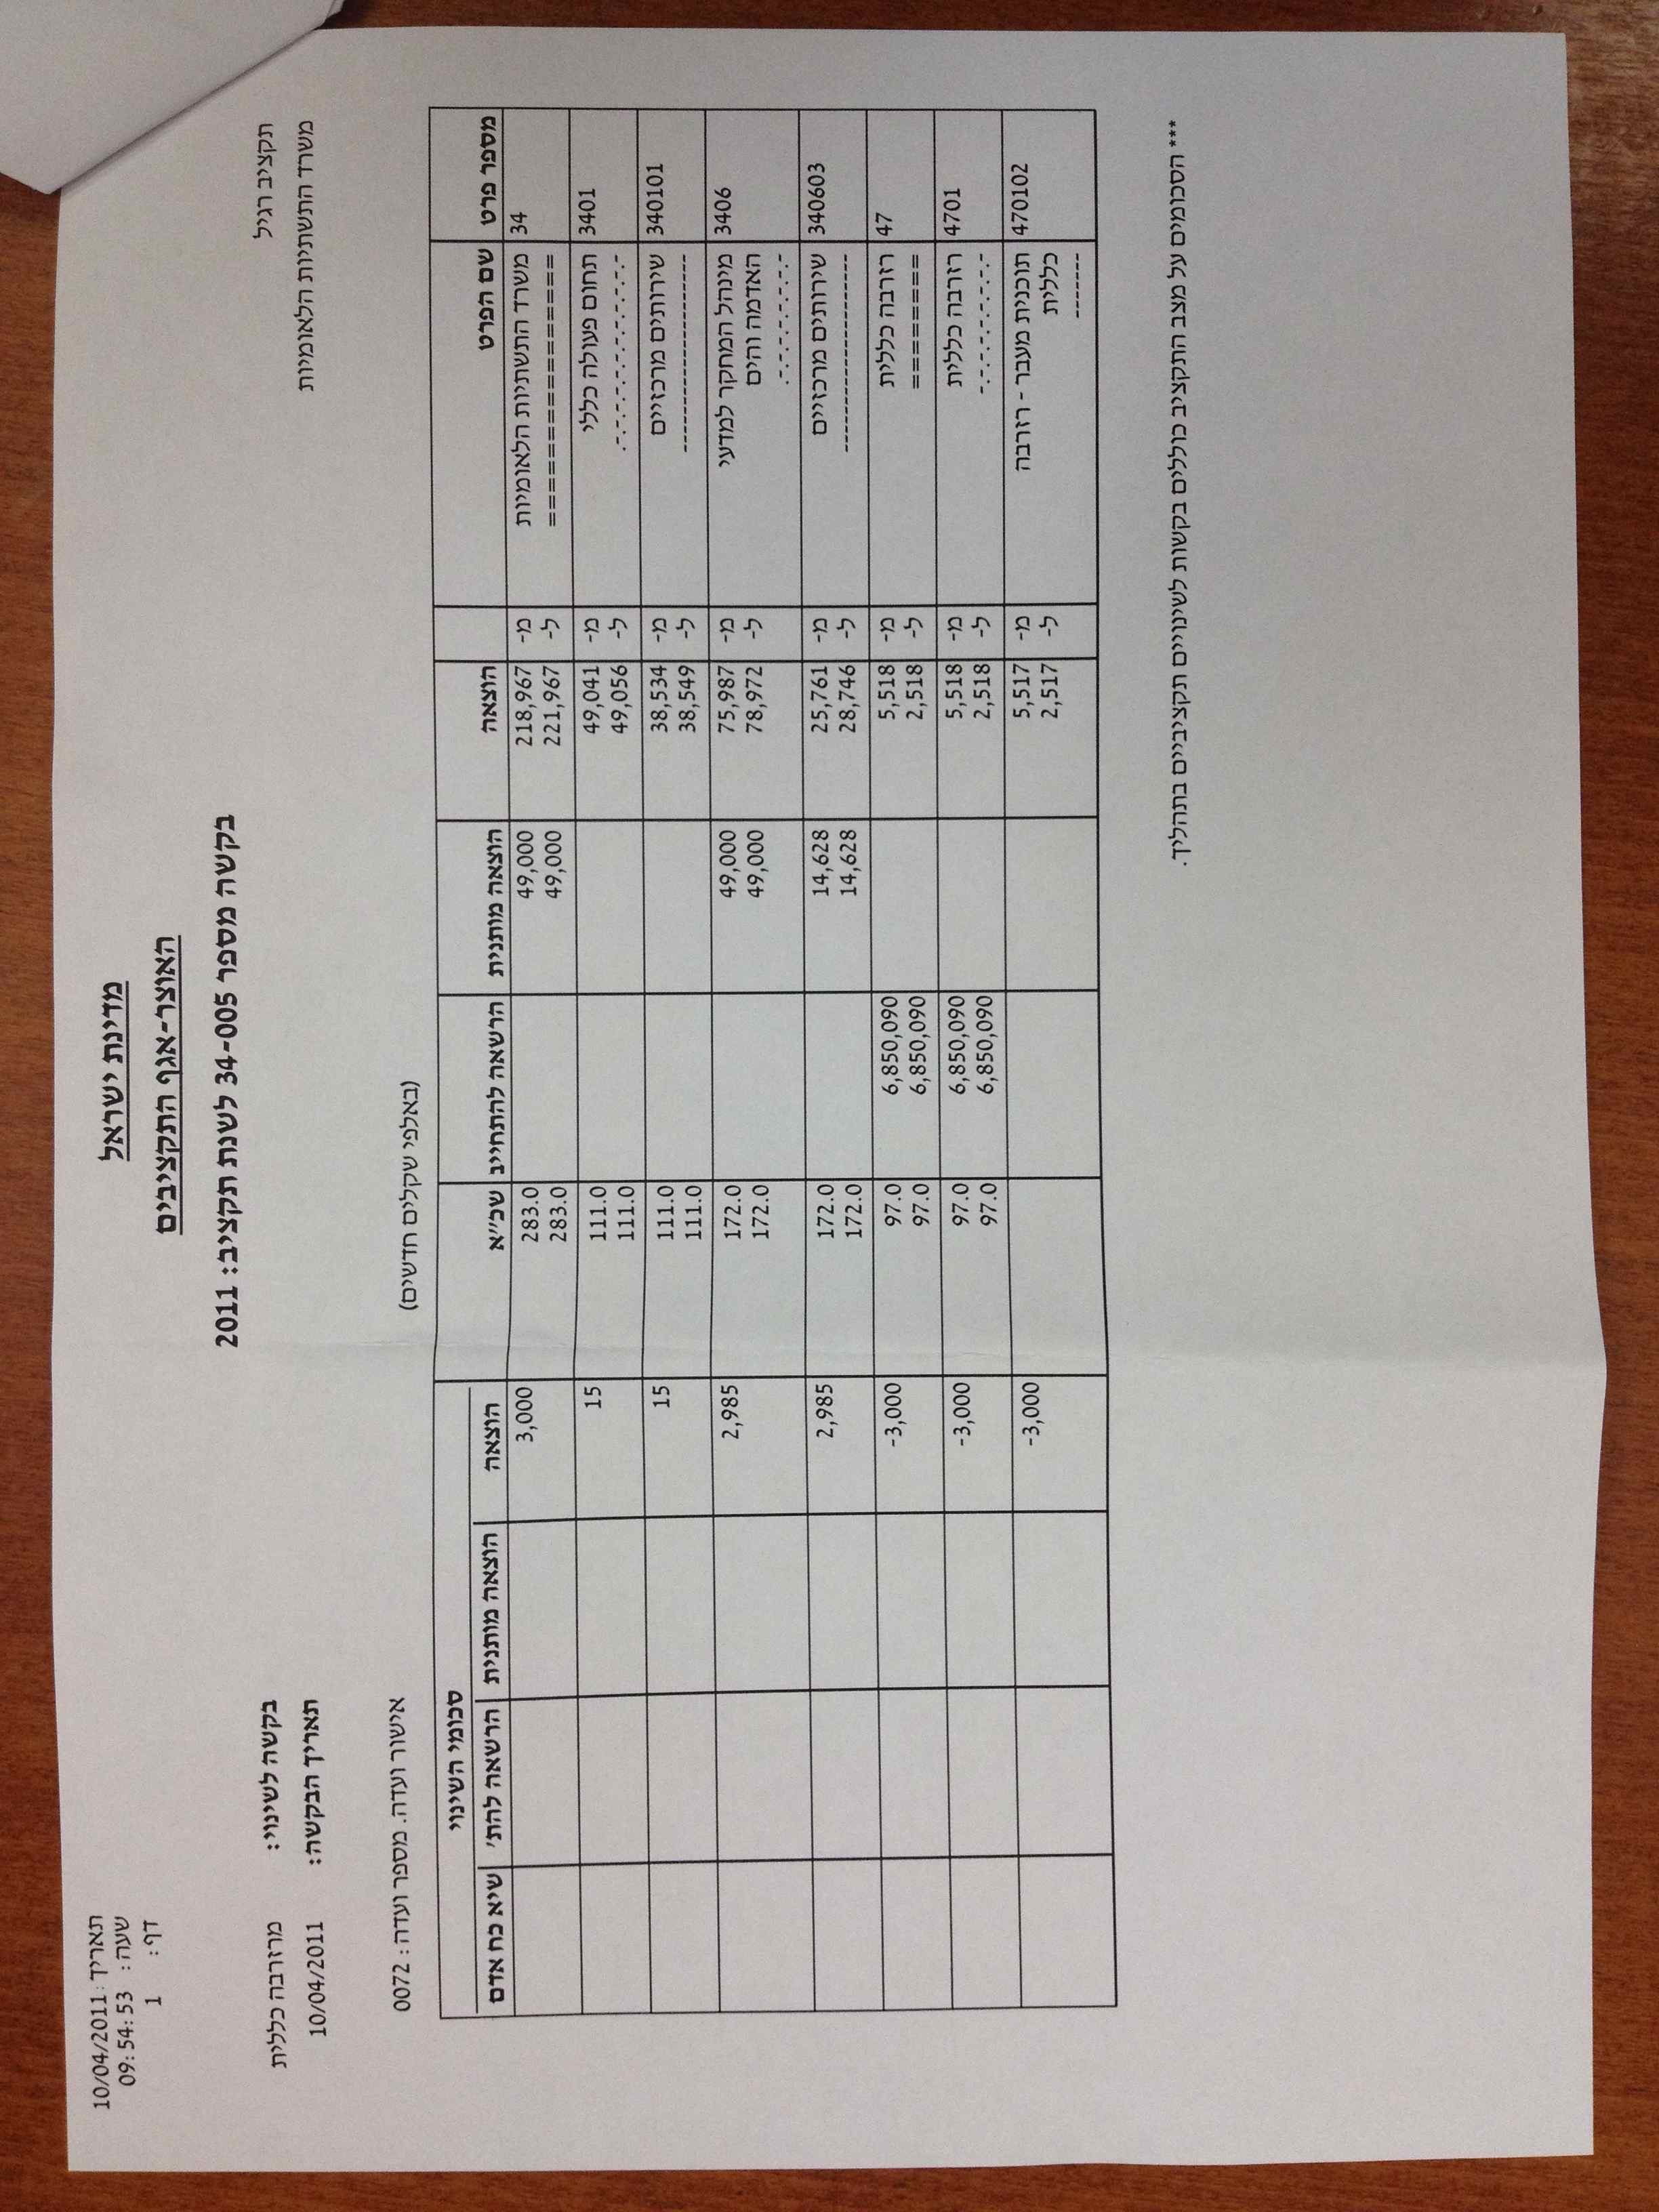 תאריך: 10/04/2011
שעה: 09:54:53
דף: 1
מדינת ישראל
האוצר-אגף התקציבים
בקשה מספר 34-005 לשנת תקציב: 2011
תקציב רגיל
בקשה לשינוי: מרזרבה כללית
משרד התשתיות הלאומיות
תאריך הבקשה: 10/04/2011
(באלפי שקלים חדשים)
אישור ועדה. מספר ועדה: 0072
סכומי השינוי
מספר פרט שם הפרט הוצאה הוצאה מותנית הרשאה להתחייב שכ״א הוצאה הוצאה מותנית הרשאה להת׳ שיא כח אדם
34 משרד התשתיות הלאומיות מ- 218,967 49,000 283.0 3,000
================== ל- 221,967 49,000 283.0
3401 תחום פעולה כללי מ- 49,041 111.0 15
.-.-.-.-.-.-.-.-.-. ל- 49,056 111.0
340101 שירותים מרכזיים מ- 38,534 111.0 15
------------------- ל- 38,549 111.0
3406 מינהל המחקר למדעי מ- 75,987 49,000 172.0 2,985
האדמה והים ל- 78,972 49,000 172.0
.-.-.-.-.-.-.-
340603 שירותים מרכזיים מ- 25,761 14,628 172.0 2,985
------------------- ל- 28,746 14,628 172.0
47 רזרבה כללית מ- 5,518 6,850,090 97.0 -3,000
========= ל- 2,518 6,850,090 97.0
4701 רזרבה כללית מ- 5,518 6,850,090 97.0 -3,000
-.-.-.-.-.-.-.- ל- 2,518 6,850,090 97.0
470102 תוכנית מעבר - רזרבה מ- 5,517 -3,000
כללית ל- 2,517
------
*** הסכומים על מצב התקציב כוללים בקשות לשינויים תקציביים בתהליך.